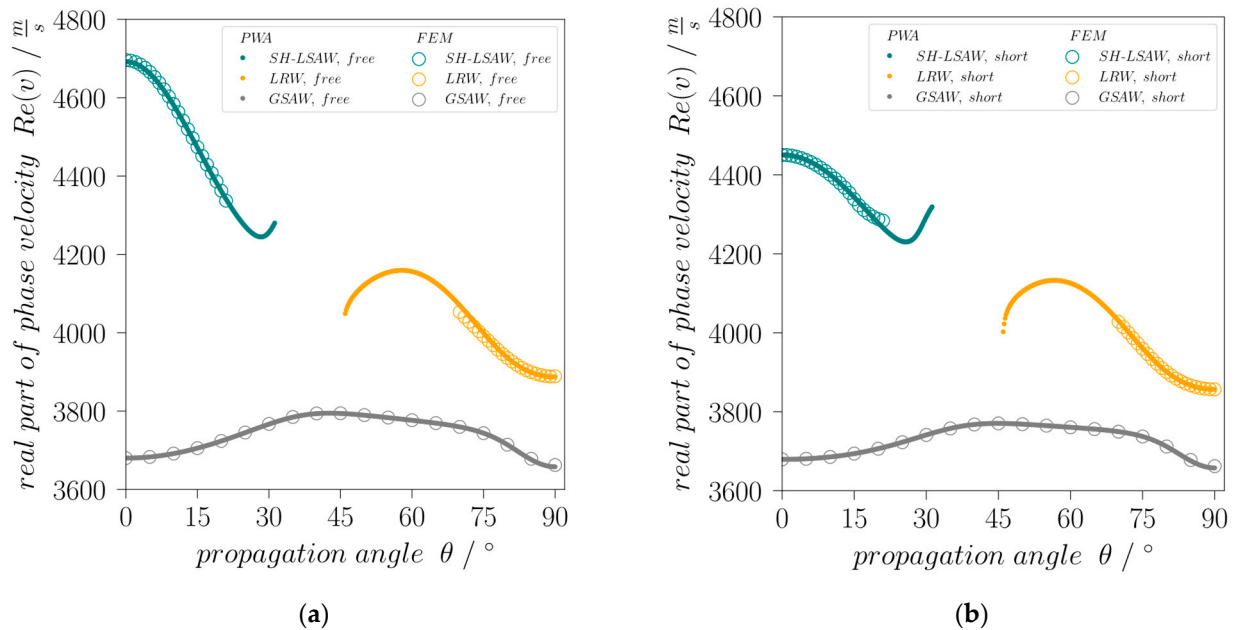 real part of phase velocity Re(v) / m/s
4800
4600
4400
4200
4000
3800
3600
PWA FEM
SH-LSAW, free SH-LSAW, free
LRW, free LRW, free
GSAW, free GSAW, free
0 15 30 45 60 75 90
propagation angle θ / °
(a)
real part of phase velocity Re(v) / m/s
4800
4600
4400
4200
4000
3800
3600
PWA FEM
SH-LSAW, short SH-LSAW, short
LRW, short LRW, short
GSAW, short GSAW, short
0 15 30 45 60 75 90
propagation angle θ / °
(b)